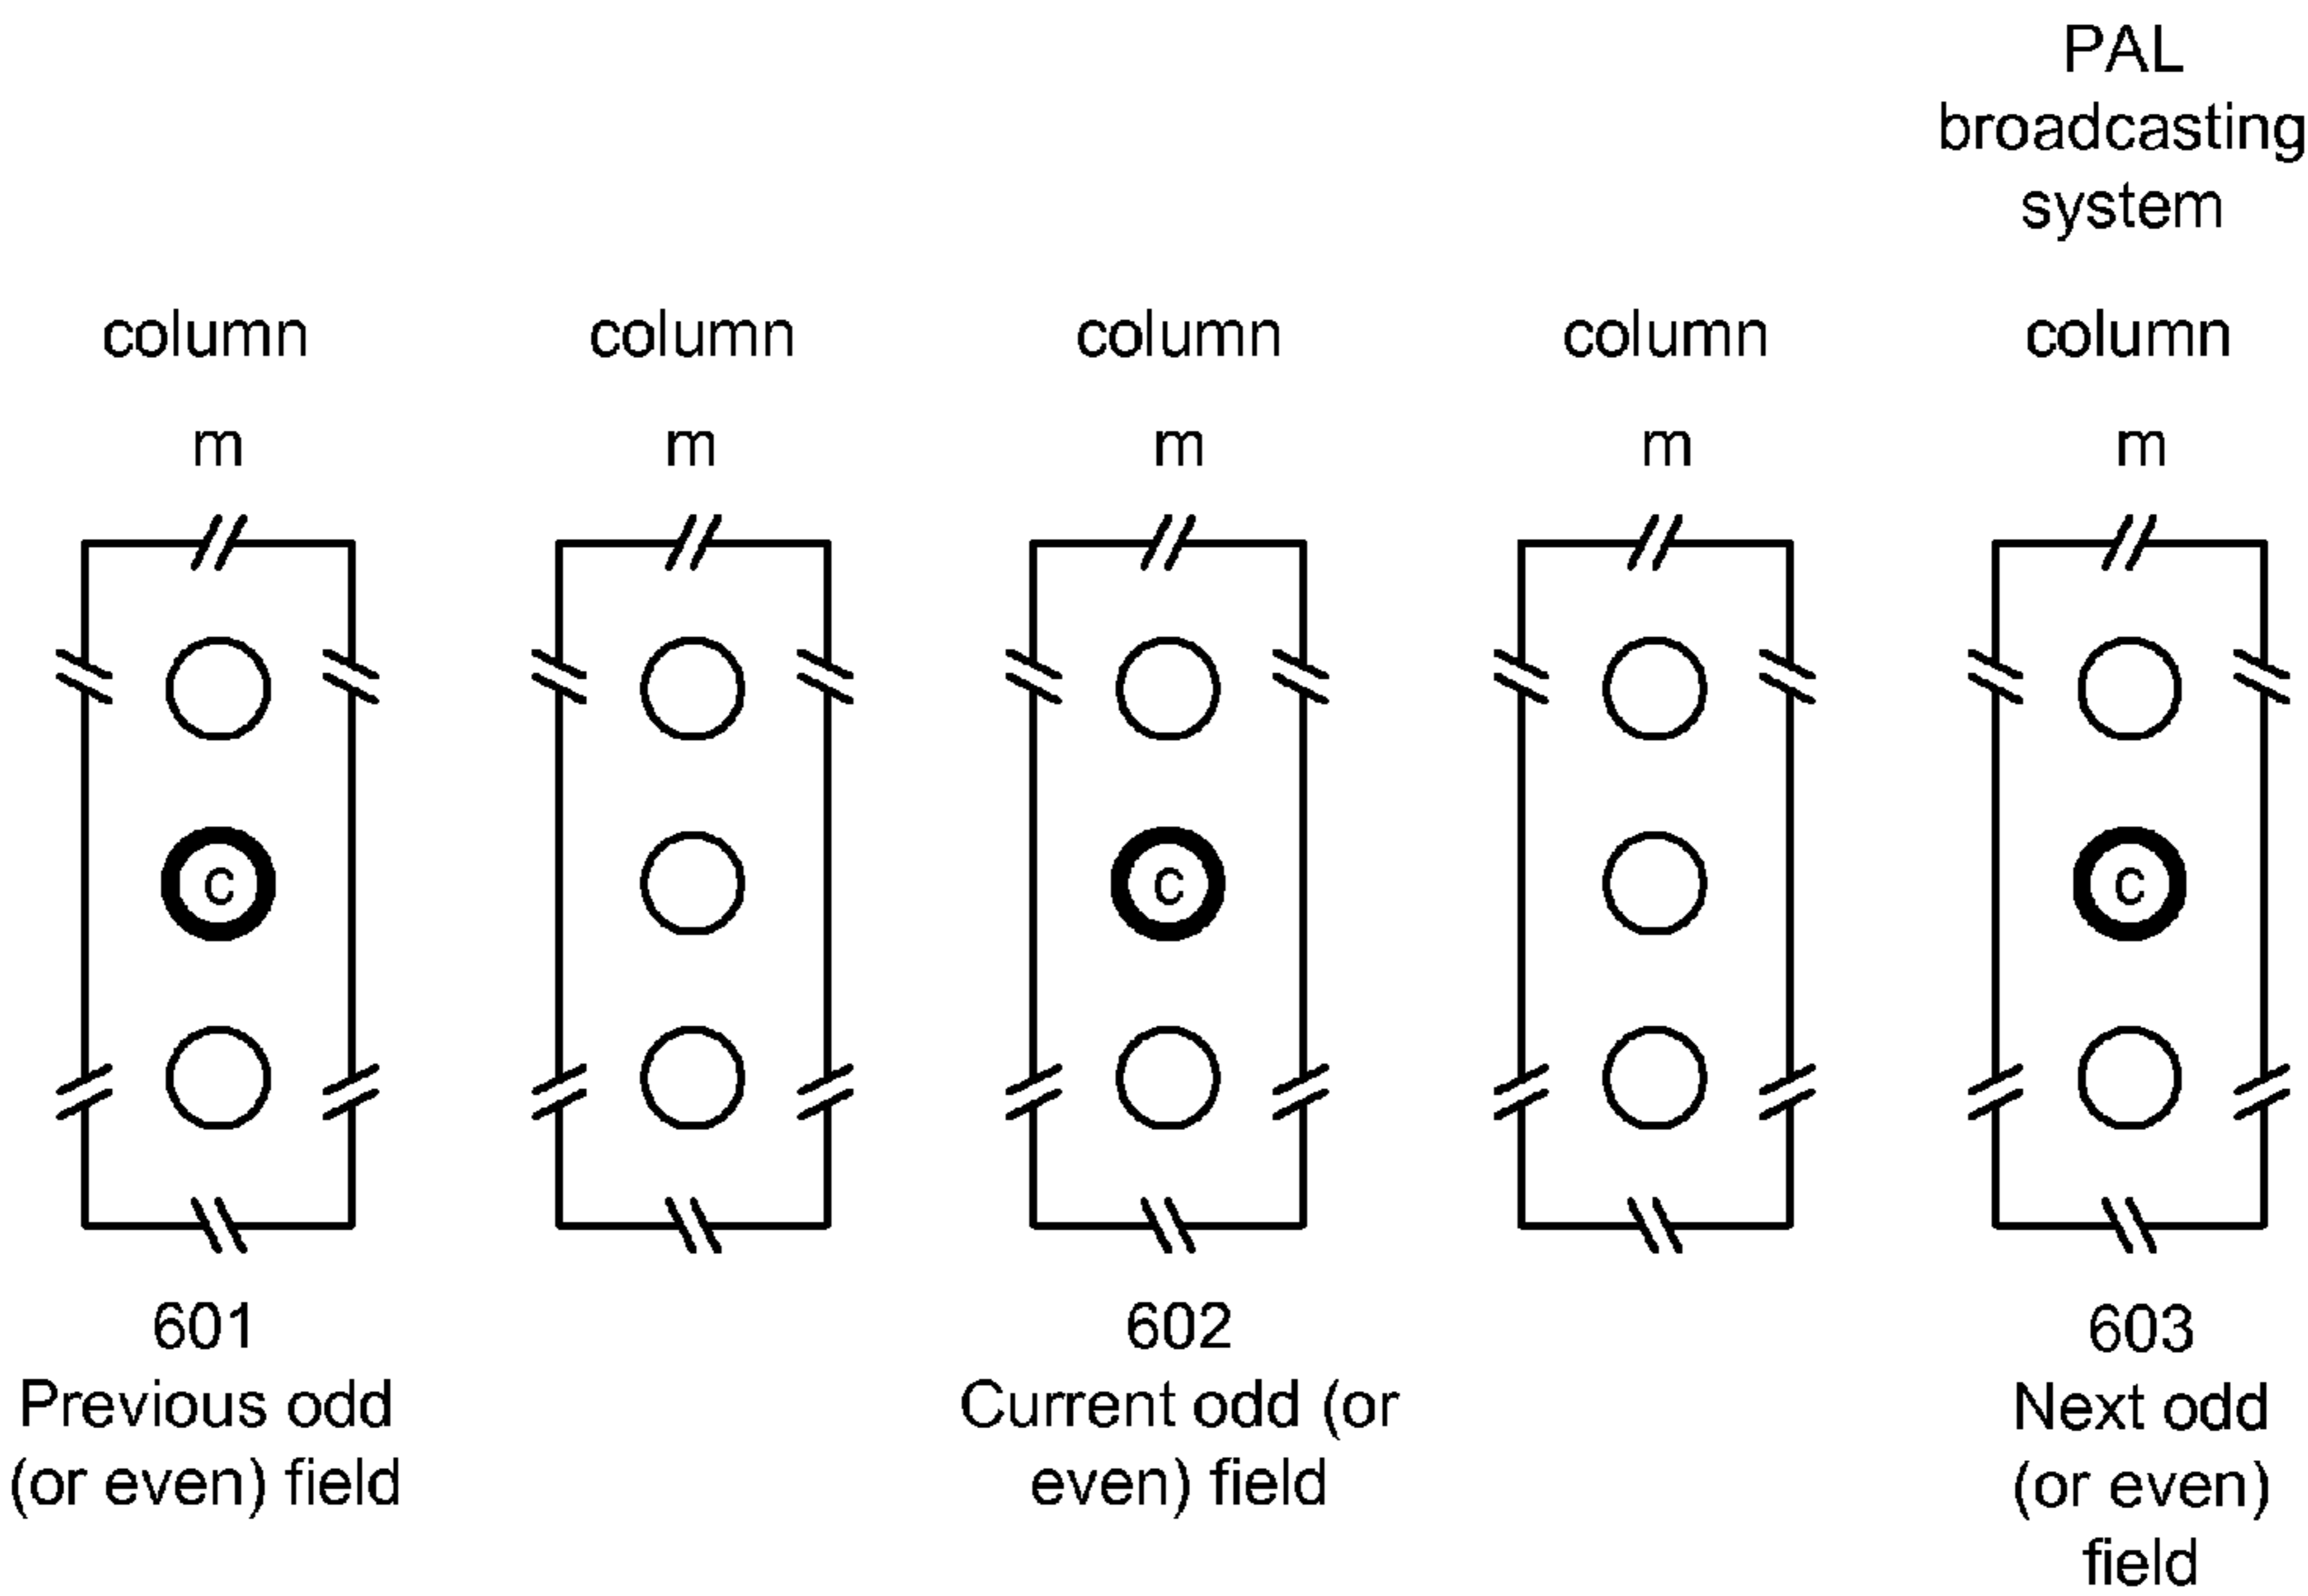 PAL
broadcasting
system
column column column column column
m m m m m
c c c
601 602 603
Previous odd Current odd (or Next odd
(or even) field even) field (or even)
field